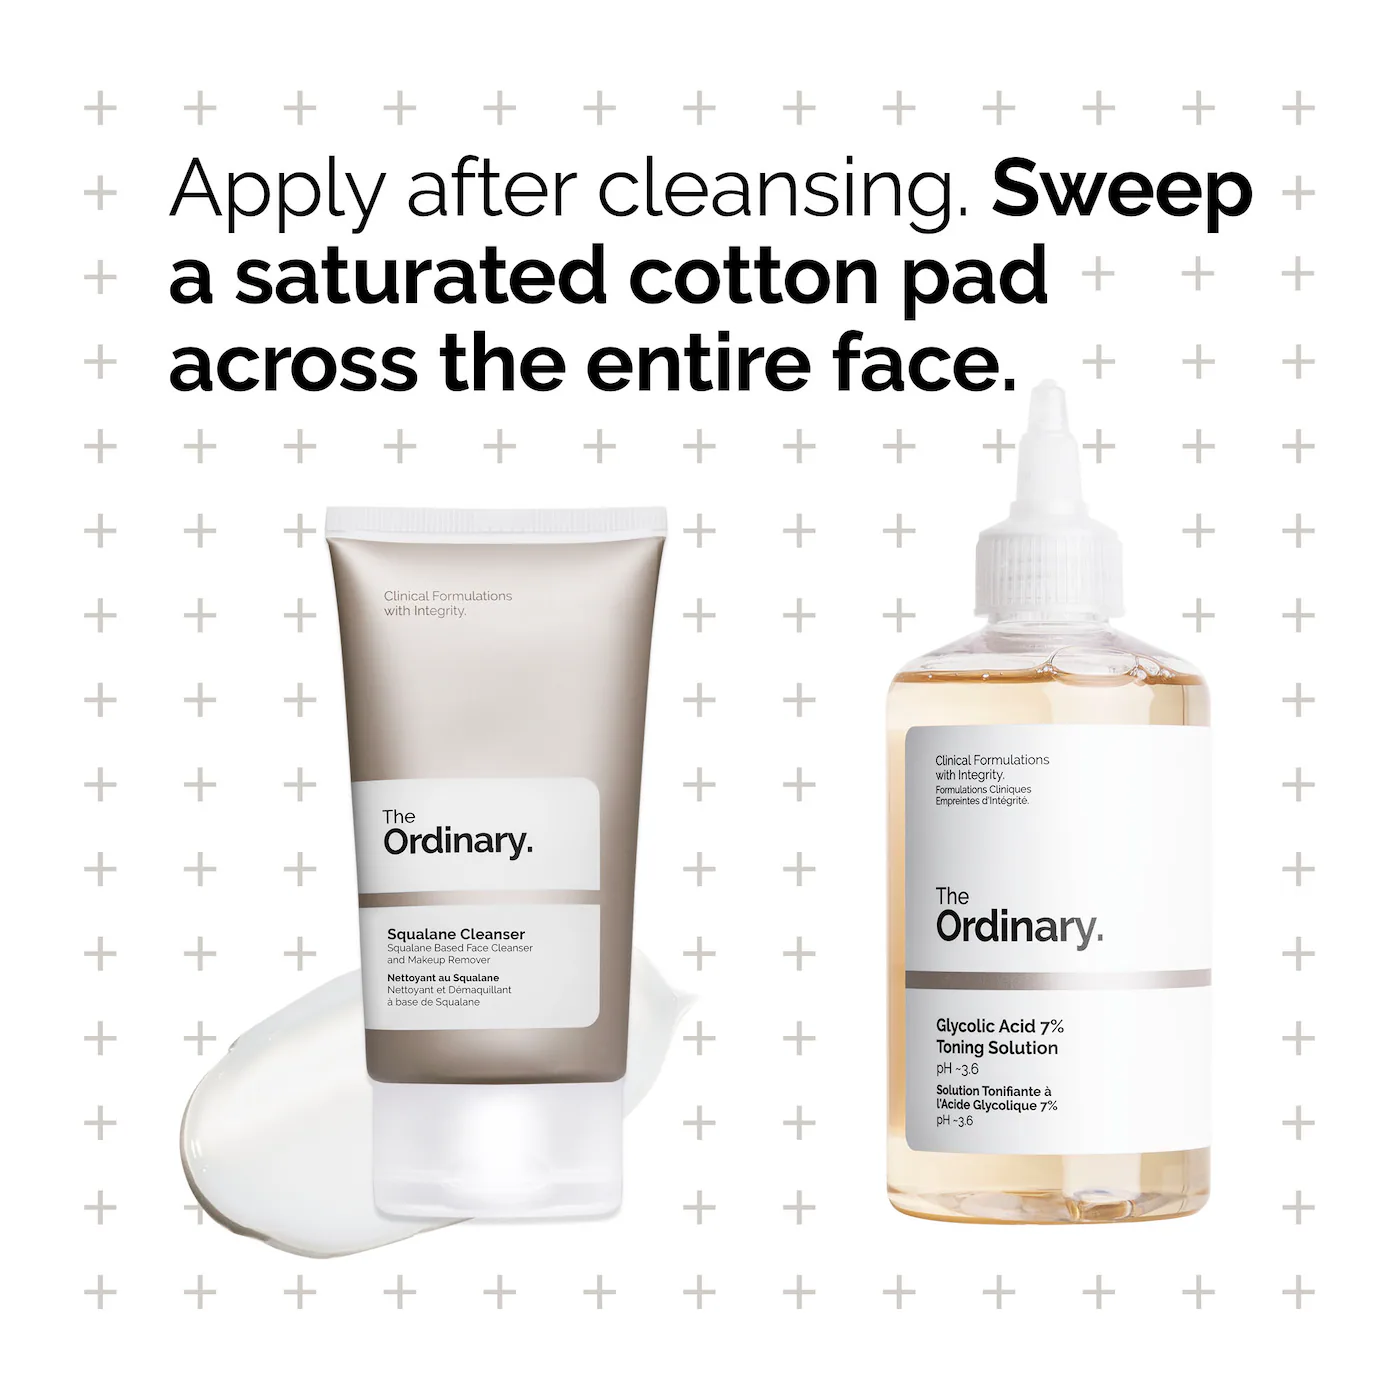 Apply after cleansing. Sweep
a saturated cotton pad
across the entire face.
Clinical Formulations
with Integrity.
The
Ordinary.
Squalane Cleanser
Squalane Based Face Cleanser
and Makeup Remover
Nettoyant au Squalane
Nettoyant et Démaquillant
à base de Squalane
Clinical Formulations
with Integrity.
Formulations Cliniques
Empreintes d'Intégrité.
The
Ordinary.
Glycolic Acid 7%
Toning Solution
pH ~3.6
Solution Tonifiante à
l'Acide Glycolique 7%
pH ~3.6